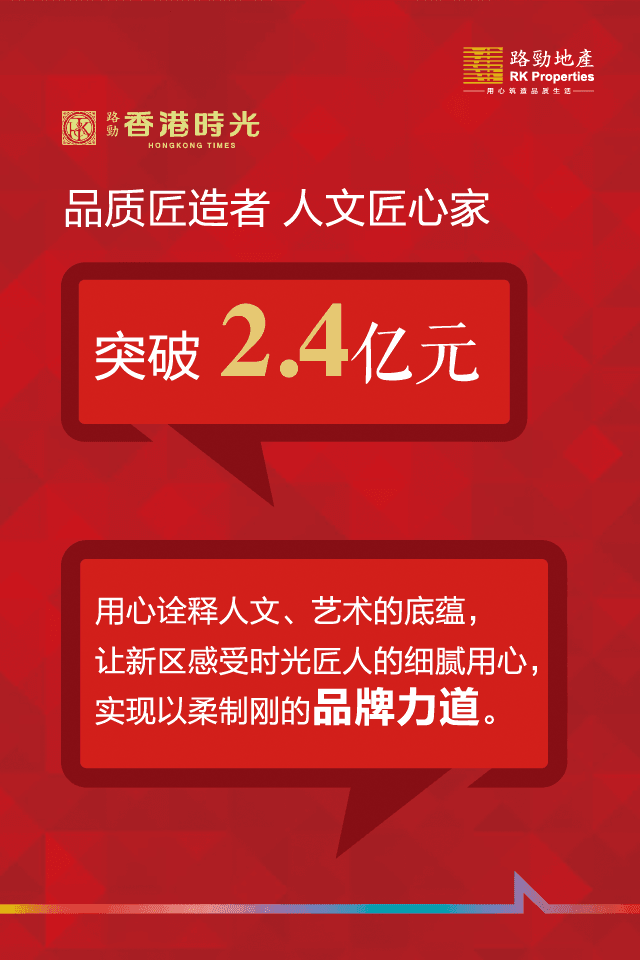 路勁地產
RK Properties
用心筑造品质生活
路勁 香港時光
HONGKONG TIMES
品质匠造者 人文匠心家
突破 2.4亿元
用心诠释人文、艺术的底蕴，
让新区感受时光匠人的细腻用心，
实现以柔制刚的品牌力道。